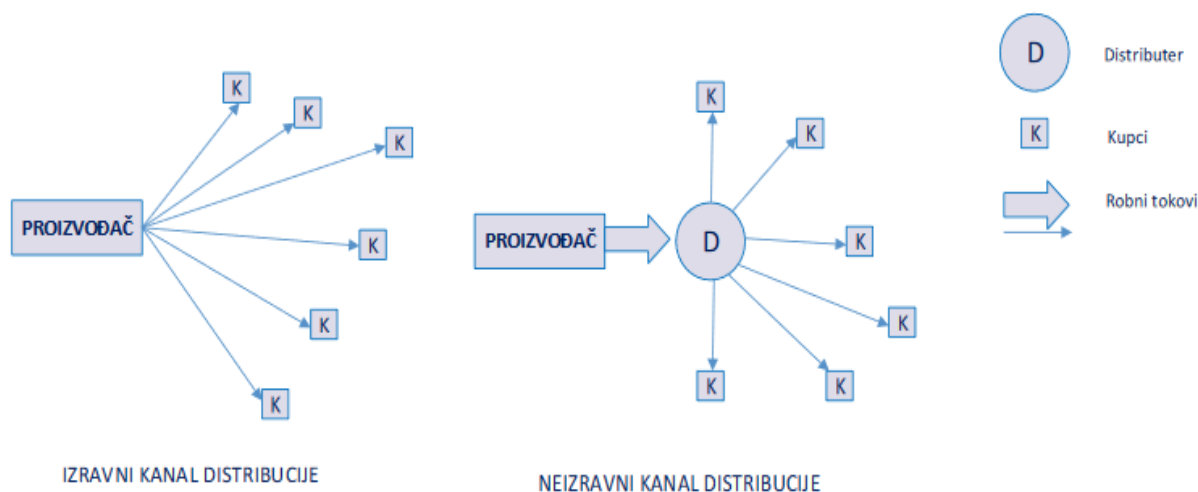 K
K
K
K
K
K
PROIZVOĐAČ
IZRAVNI KANAL DISTRIBUCIJE
K
K
K
K
K
K
PROIZVOĐAČ
D
NEIZRAVNI KANAL DISTRIBUCIJE
D
Distributer
K
Kupci
Robni tokovi